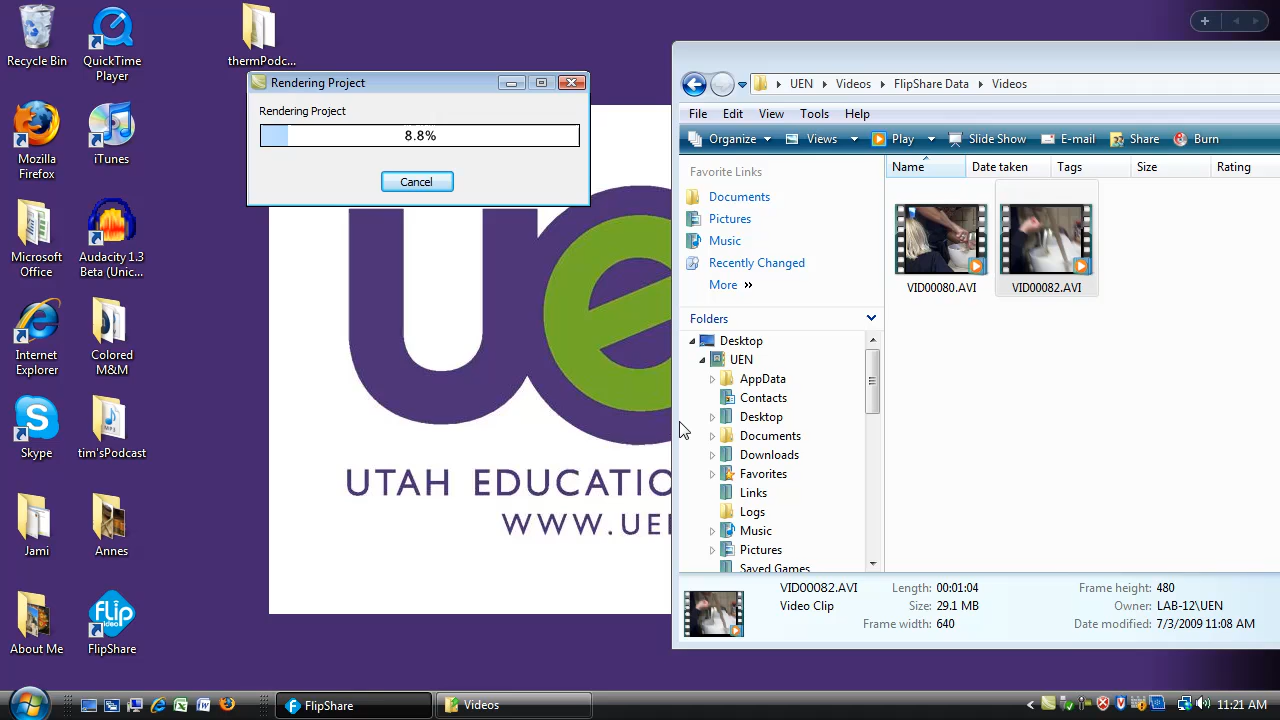 Recycle Bin
QuickTime
Player
thermPodc...
Mozilla
Firefox
iTunes
Microsoft
Office
Audacity 1.3
Beta (Unic...
Internet
Explorer
Colored
M&M
Skype
tim'sPodcast
Jami
Annes
About Me
FlipShare
Rendering Project
Rendering Project
8.8%
Cancel
ue
UTAH EDUCATIO
WWW.UE
UEN
Videos
FlipShare Data
Videos
File Edit View Tools Help
Organize Views Play Slide Show E-mail Share Burn
Favorite Links
Documents
Pictures
Music
Recently Changed
More »
Folders
Desktop
UEN
AppData
Contacts
Desktop
Documents
Downloads
Favorites
Links
Logs
Music
Pictures
Saved Games
Name Date taken Tags Size Rating
VID00080.AVI
VID00082.AVI
VID00082.AVI
Video Clip
Length: 00:01:04
Size: 29.1 MB
Frame width: 640
Frame height: 480
Owner: LAB-12\UEN
Date modified: 7/3/2009 11:08 AM
FlipShare
Videos
11:21 AM